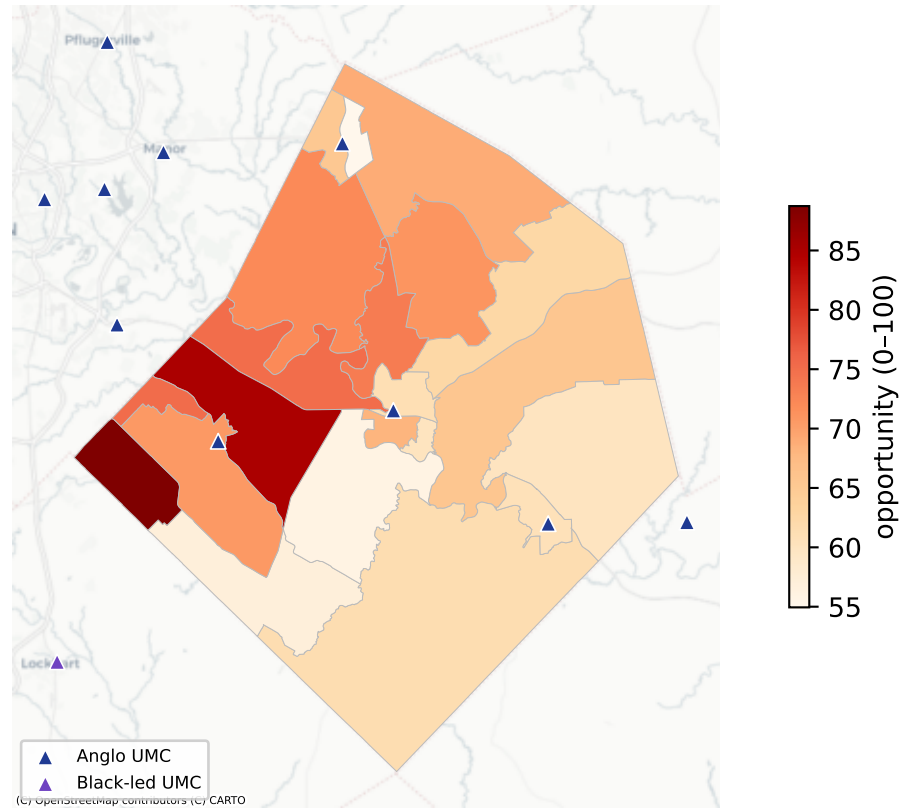 Pflugerville
Manor
85
80
75
70
65
60
55
opportunity (0–100)
Lockhart
Anglo UMC
Black-led UMC
(C) OpenStreetMap contributors (C) CARTO